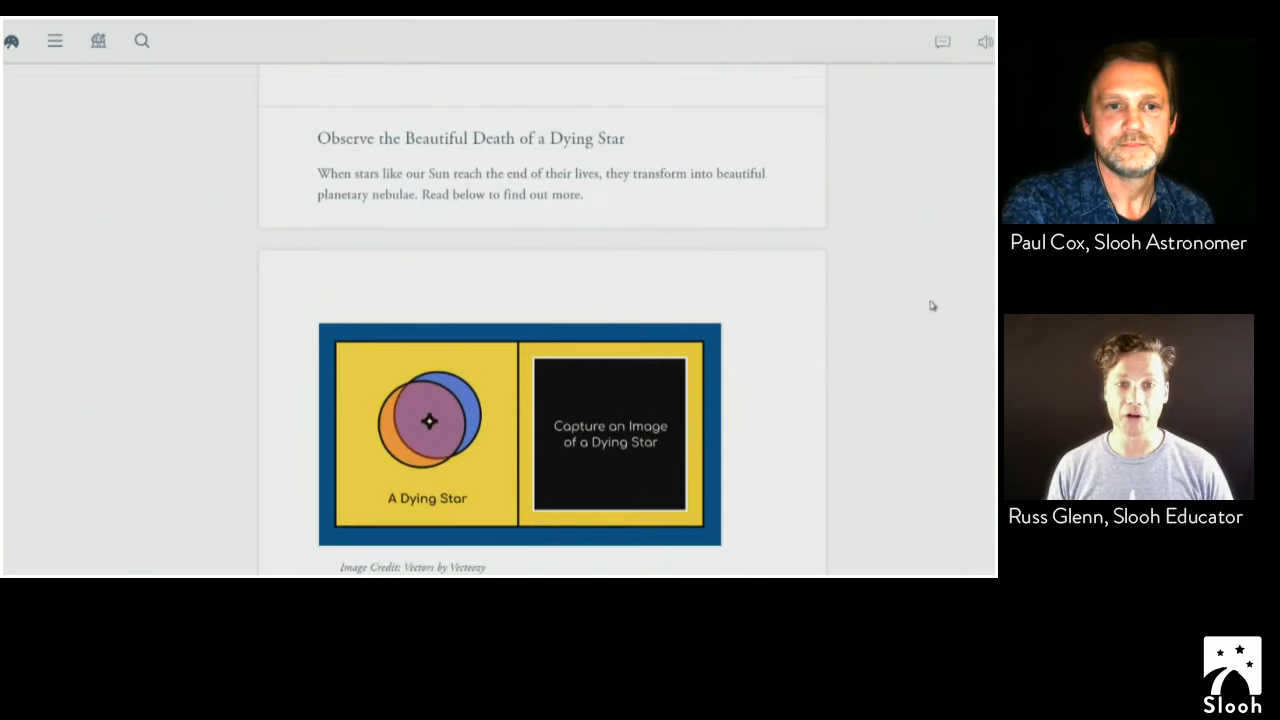 Observe the Beautiful Death of a Dying Star
When stars like our Sun reach the end of their lives, they transform into beautiful
planetary nebulae. Read below to find out more.
Capture an Image
of a Dying Star
A Dying Star
Image Credit: Vectors by Vecteezy
Paul Cox, Slooh Astronomer
Russ Glenn, Slooh Educator
Slooh